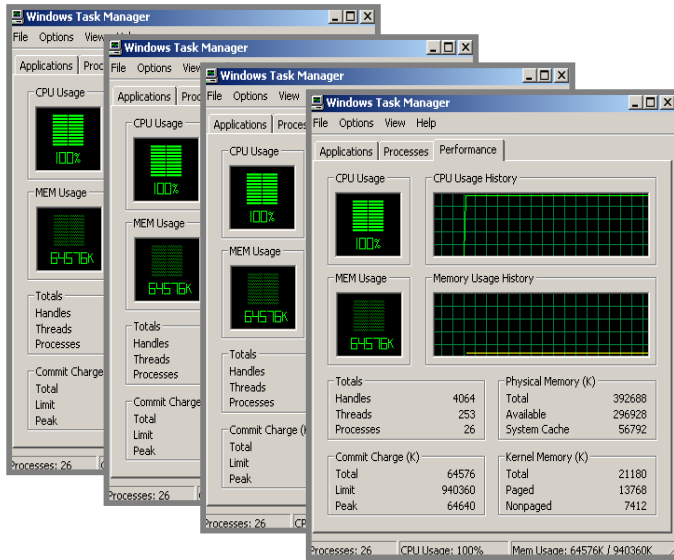 Windows Task Manager
File Options View Help
Applications Proc
CPU Usage
100%
MEM Usage
64576K
Totals
Handles
Threads
Processes
Commit Charge
Total
Limit
Peak
Processes: 26
Windows Task Manager
File Options View
Applications Proc
CPU Usage
100%
MEM Usage
64576K
Totals
Handles
Threads
Processes
Commit Charge
Total
Limit
Peak
Processes: 26
Windows Task Manager
File Options View
Applications Process
CPU Usage
100%
MEM Usage
64576K
Totals
Handles
Threads
Processes
Commit Charge (K
Total
Limit
Peak
Processes: 26 CP
Windows Task Manager
File Options View Help
Applications Processes Performance
CPU Usage CPU Usage History
100%
MEM Usage Memory Usage History
64576K
Totals
Handles 4064
Threads 253
Processes 26
Physical Memory (K)
Total 392688
Available 296928
System Cache 56792
Commit Charge (K)
Total 64576
Limit 940360
Peak 64640
Kernel Memory (K)
Total 21180
Paged 13768
Nonpaged 7412
Processes: 26 CPU Usage: 100% Mem Usage: 64576K / 940360K